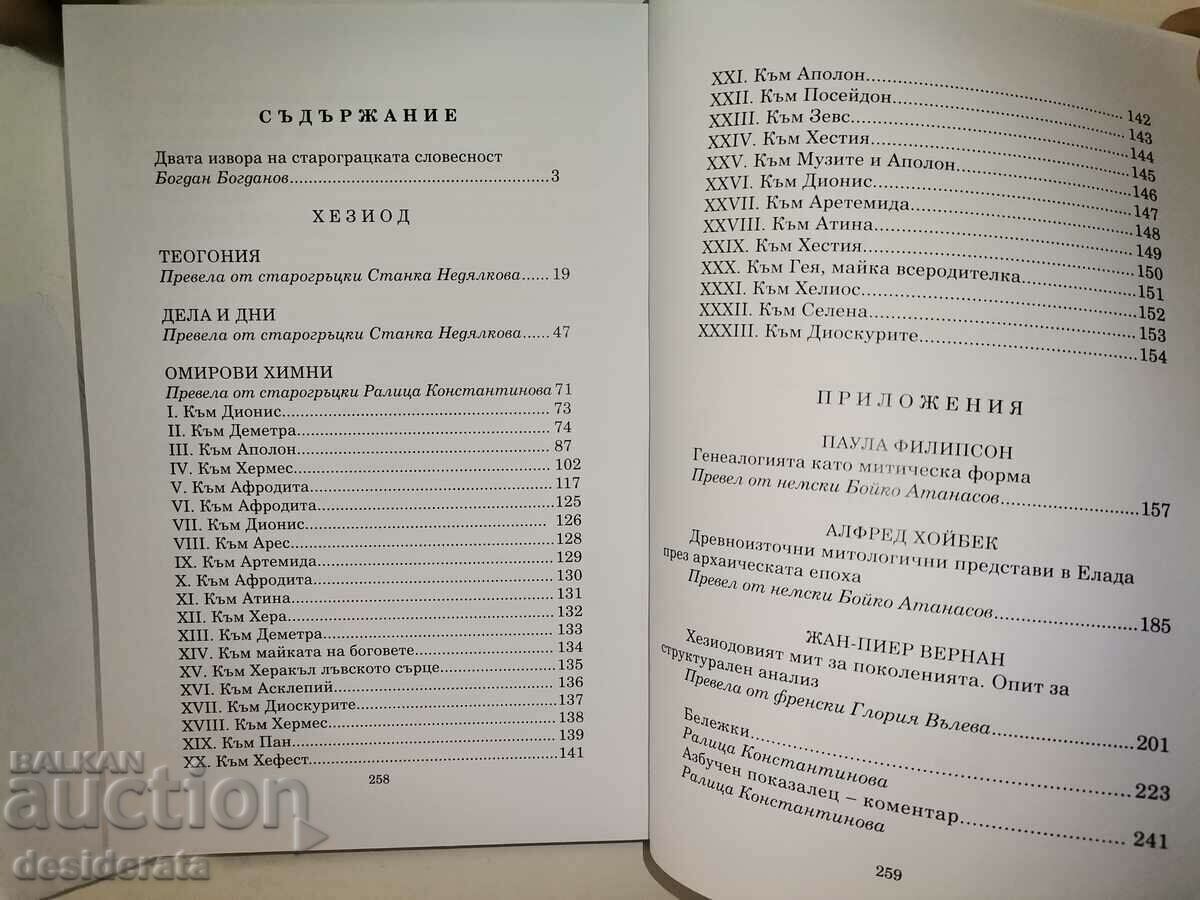 СЪДЪРЖАНИЕ
Двата извора на старограцката словесност
Богдан Богданов........3
ХЕЗИОД
ТЕОГОНИЯ
Превела от старогръцки Станка Недялкова......19
ДЕЛА И ДНИ
Превела от старогръцки Станка Недялкова......47
ОМИРОВИ ХИМНИ
Превела от старогръцки Ралица Константинова 71
I. Към Дионис........73
II. Към Деметра........74
III. Към Аполон........87
IV. Към Хермес........102
V. Към Афродита........117
VI. Към Афродита........125
VII. Към Дионис........126
VIII. Към Арес........128
IX. Към Артемида........129
X. Към Афродита........130
XI. Към Атина........131
XII. Към Хера........132
XIII. Към Деметра........133
XIV. Към майката на боговете........134
XV. Към Херакъл лъвското сърце........135
XVI. Към Асклепий........136
XVII. Към Диоскурите........137
XVIII. Към Хермес........138
XIX. Към Пан........139
XX. Към Хефест........141
258
XXI. Към Аполон........142
XXII. Към Посейдон........143
XXIII. Към Зевс........144
XXIV. Към Хестия........145
XXV. Към Музите и Аполон........146
XXVI. Към Дионис........147
XXVII. Към Аретемида........148
XXVIII. Към Атина........149
XXIX. Към Хестия........150
XXX. Към Гея, майка всеродителка........151
XXXI. Към Хелиос........152
XXXII. Към Селена........153
XXXIII. Към Диоскурите........154
ПРИЛОЖЕНИЯ
ПАУЛА ФИЛИПСОН
Генеалогията като митическа форма
Превел от немски Бойко Атанасов........157
АЛФРЕД ХОЙБЕК
Древноизточни митологични представи в Елада
през архаическата епоха
Превел от немски Бойко Атанасов........185
ЖАН-ПИЕР ВЕРНАН
Хезиодовият мит за поколенията. Опит за
структурален анализ
Превела от френски Глория Вълева........201
Бележки........223
Ралица Константинова
Азбучен показалец – коментар........241
Ралица Константинова
259
BALKAN
auction
desiderata